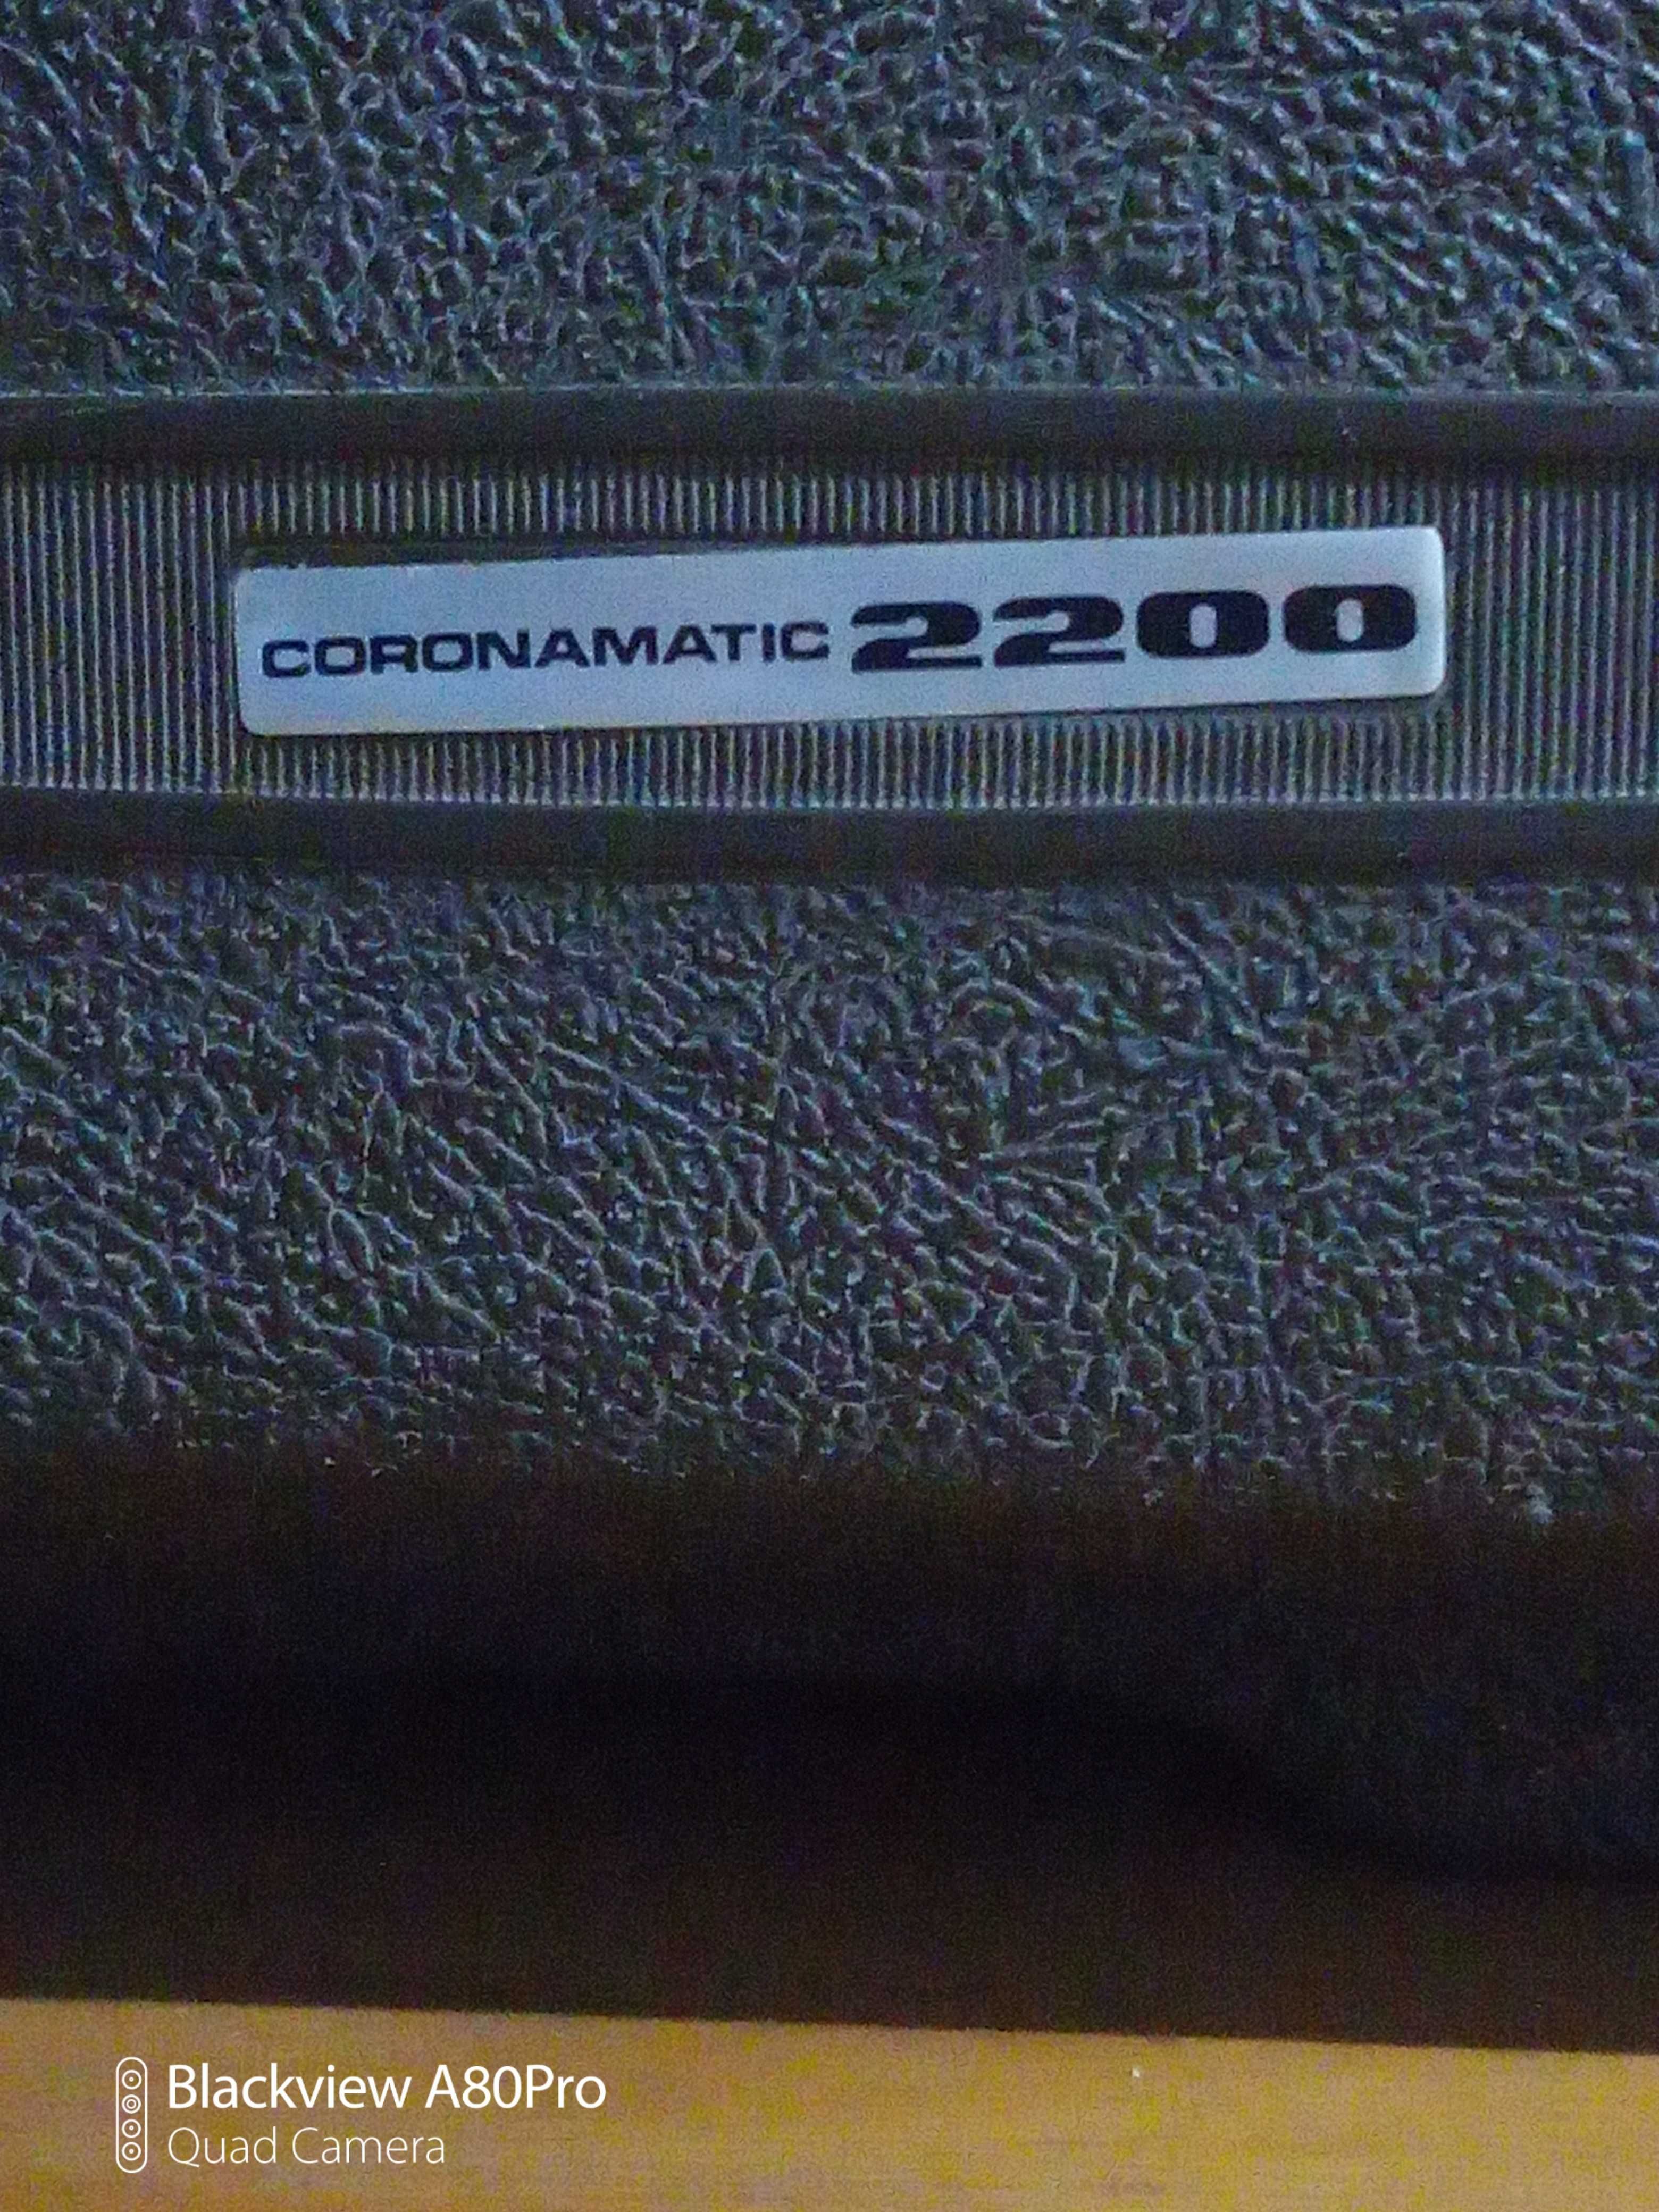 CORONAMATIC 2200
Blackview A80Pro
Quad Camera